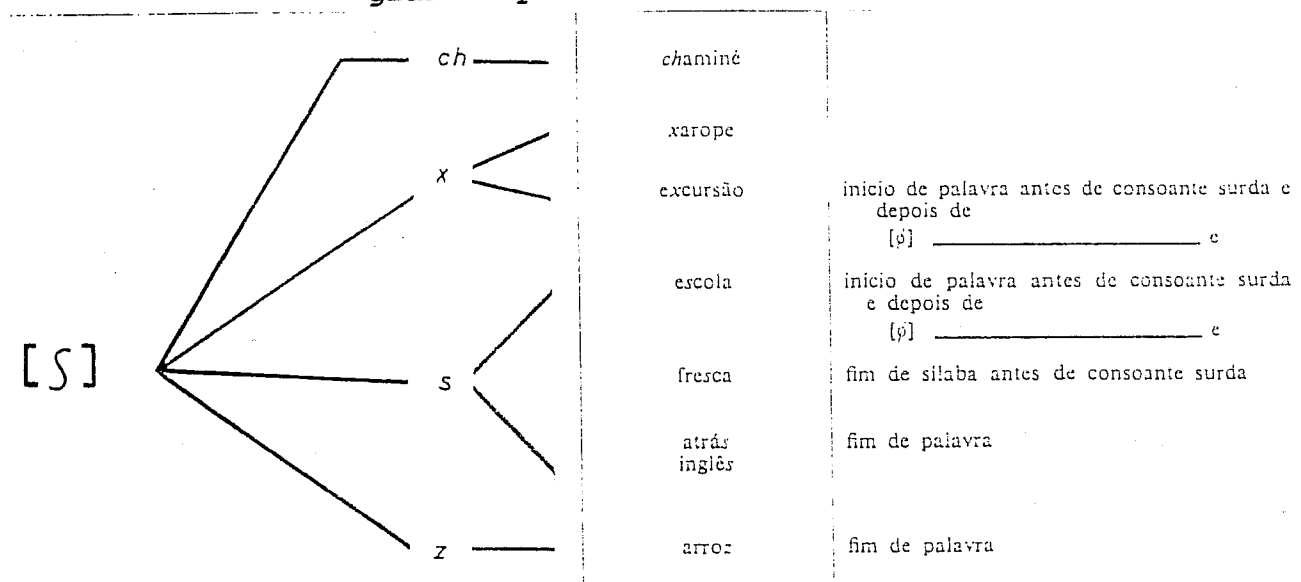 ch chaminé
xarope
x
excursão início de palavra antes de consoante surda e
depois de
[ǿ] e
escola início de palavra antes de consoante surda
e depois de
[ǿ] e
[ʃ]
s fresca fim de sílaba antes de consoante surda
atrás fim de palavra
inglês
z arroz fim de palavra